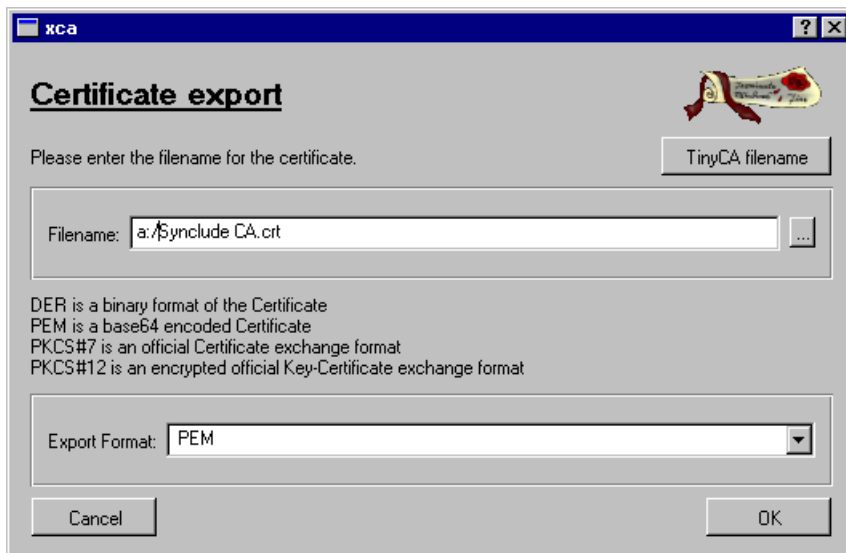 xca
Certificate export
Please enter the filename for the certificate.
TinyCA filename
Filename: a:/Synclude CA.crt ...
DER is a binary format of the Certificate
PEM is a base64 encoded Certificate
PKCS#7 is an official Certificate exchange format
PKCS#12 is an encrypted official Key-Certificate exchange format
Export Format: PEM
Cancel
OK